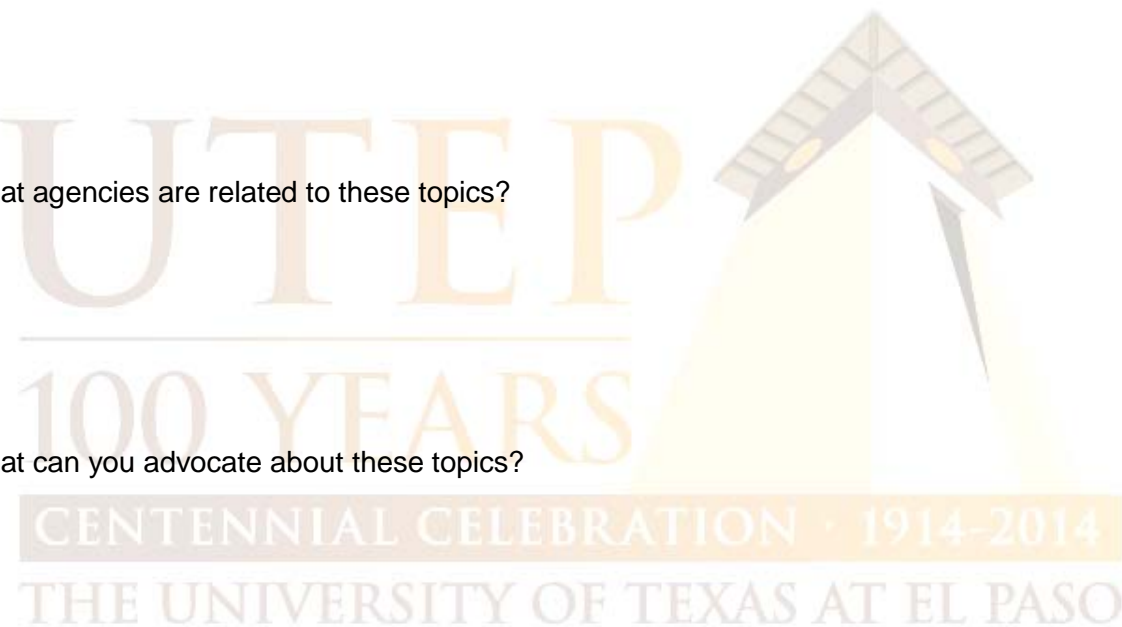 UTEP
at agencies are related to these topics?
100 YEARS
at can you advocate about these topics?
CENTENNIAL CELEBRATION · 1914-2014
THE UNIVERSITY OF TEXAS AT EL PASO